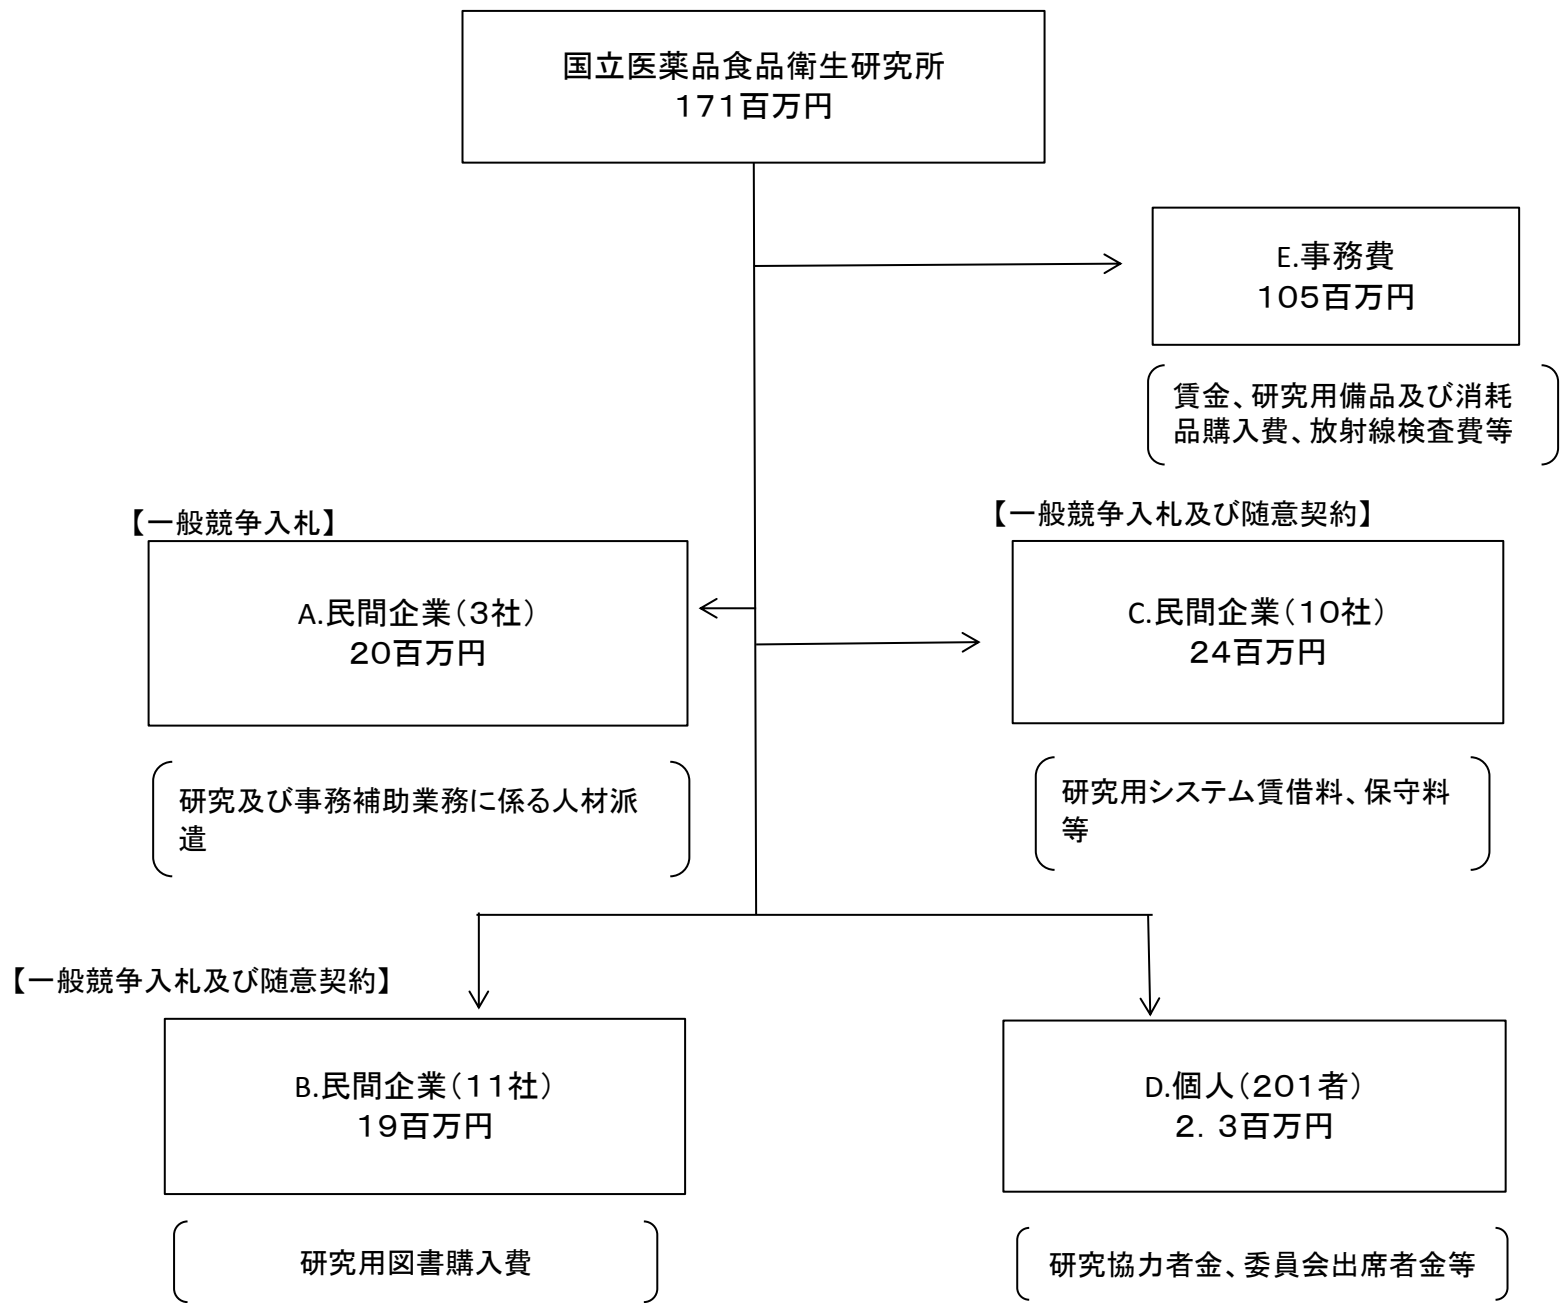 国立医薬品食品衛生研究所
171百万円
E.事務費
105百万円
賃金、研究用備品及び消耗
品購入費、放射線検査費等
【一般競争入札】
A.民間企業（3社）
20百万円
研究及び事務補助業務に係る人材派
遣
【一般競争入札及び随意契約】
C.民間企業（10社）
24百万円
研究用システム賃借料、保守料
等
【一般競争入札及び随意契約】
B.民間企業（11社）
19百万円
研究用図書購入費
D.個人（201者）
2．3百万円
研究協力者金、委員会出席者金等